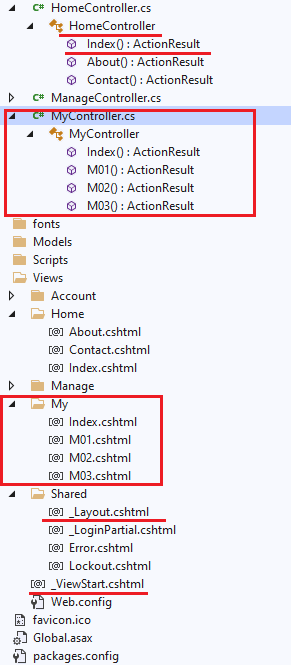 C# HomeController.cs
HomeController
Index() : ActionResult
About() : ActionResult
Contact() : ActionResult
C# ManageController.cs
C# MyController.cs
MyController
Index() : ActionResult
M01() : ActionResult
M02() : ActionResult
M03() : ActionResult
fonts
Models
Scripts
Views
Account
Home
[@] About.cshtml
[@] Contact.cshtml
[@] Index.cshtml
Manage
My
[@] Index.cshtml
[@] M01.cshtml
[@] M02.cshtml
[@] M03.cshtml
Shared
[@] _Layout.cshtml
[@] _LoginPartial.cshtml
[@] Error.cshtml
[@] Lockout.cshtml
[@] _ViewStart.cshtml
Web.config
favicon.ico
Global.asax
packages.config